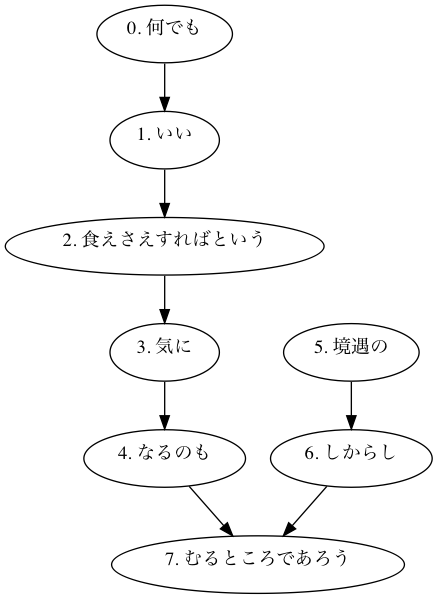 0. 何でも
1. いい
2. 食えさえすればという
3. 気に
5. 境遇の
4. なるのも
6. しからし
7. むるところであろう